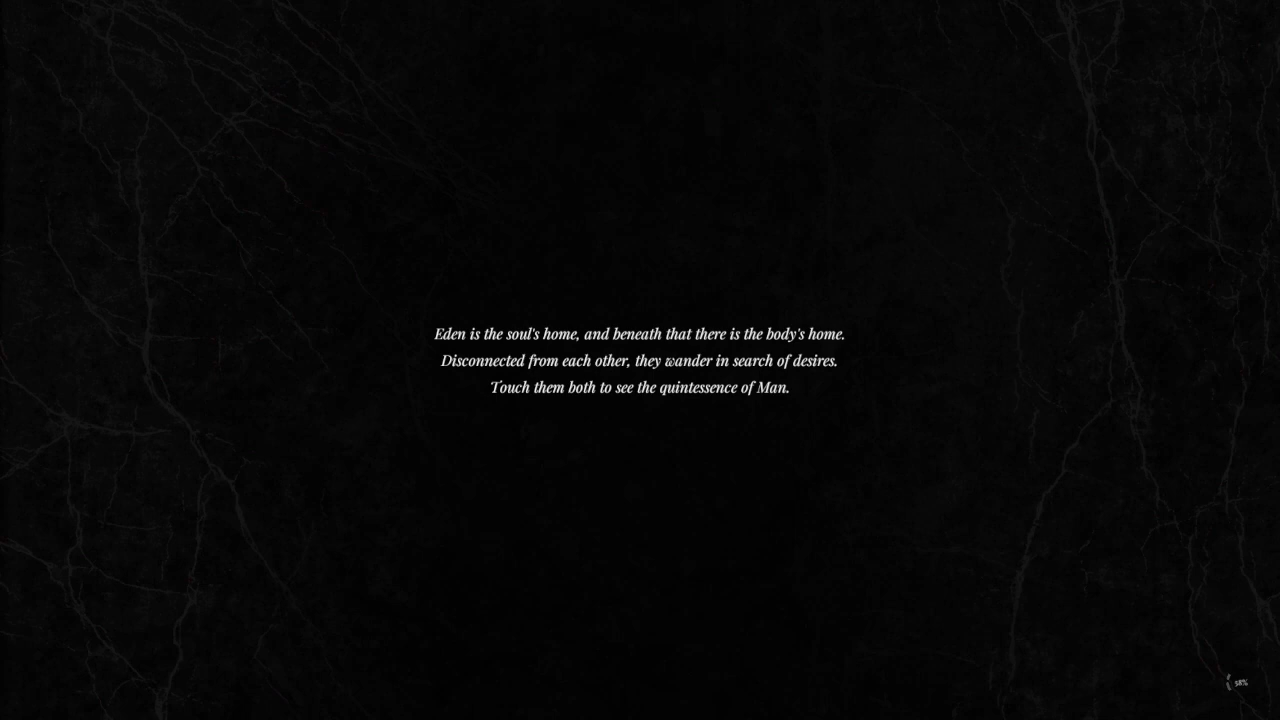 Eden is the soul's home, and beneath that there is the body's home.
Disconnected from each other, they wander in search of desires.
Touch them both to see the quintessence of Man.
58%